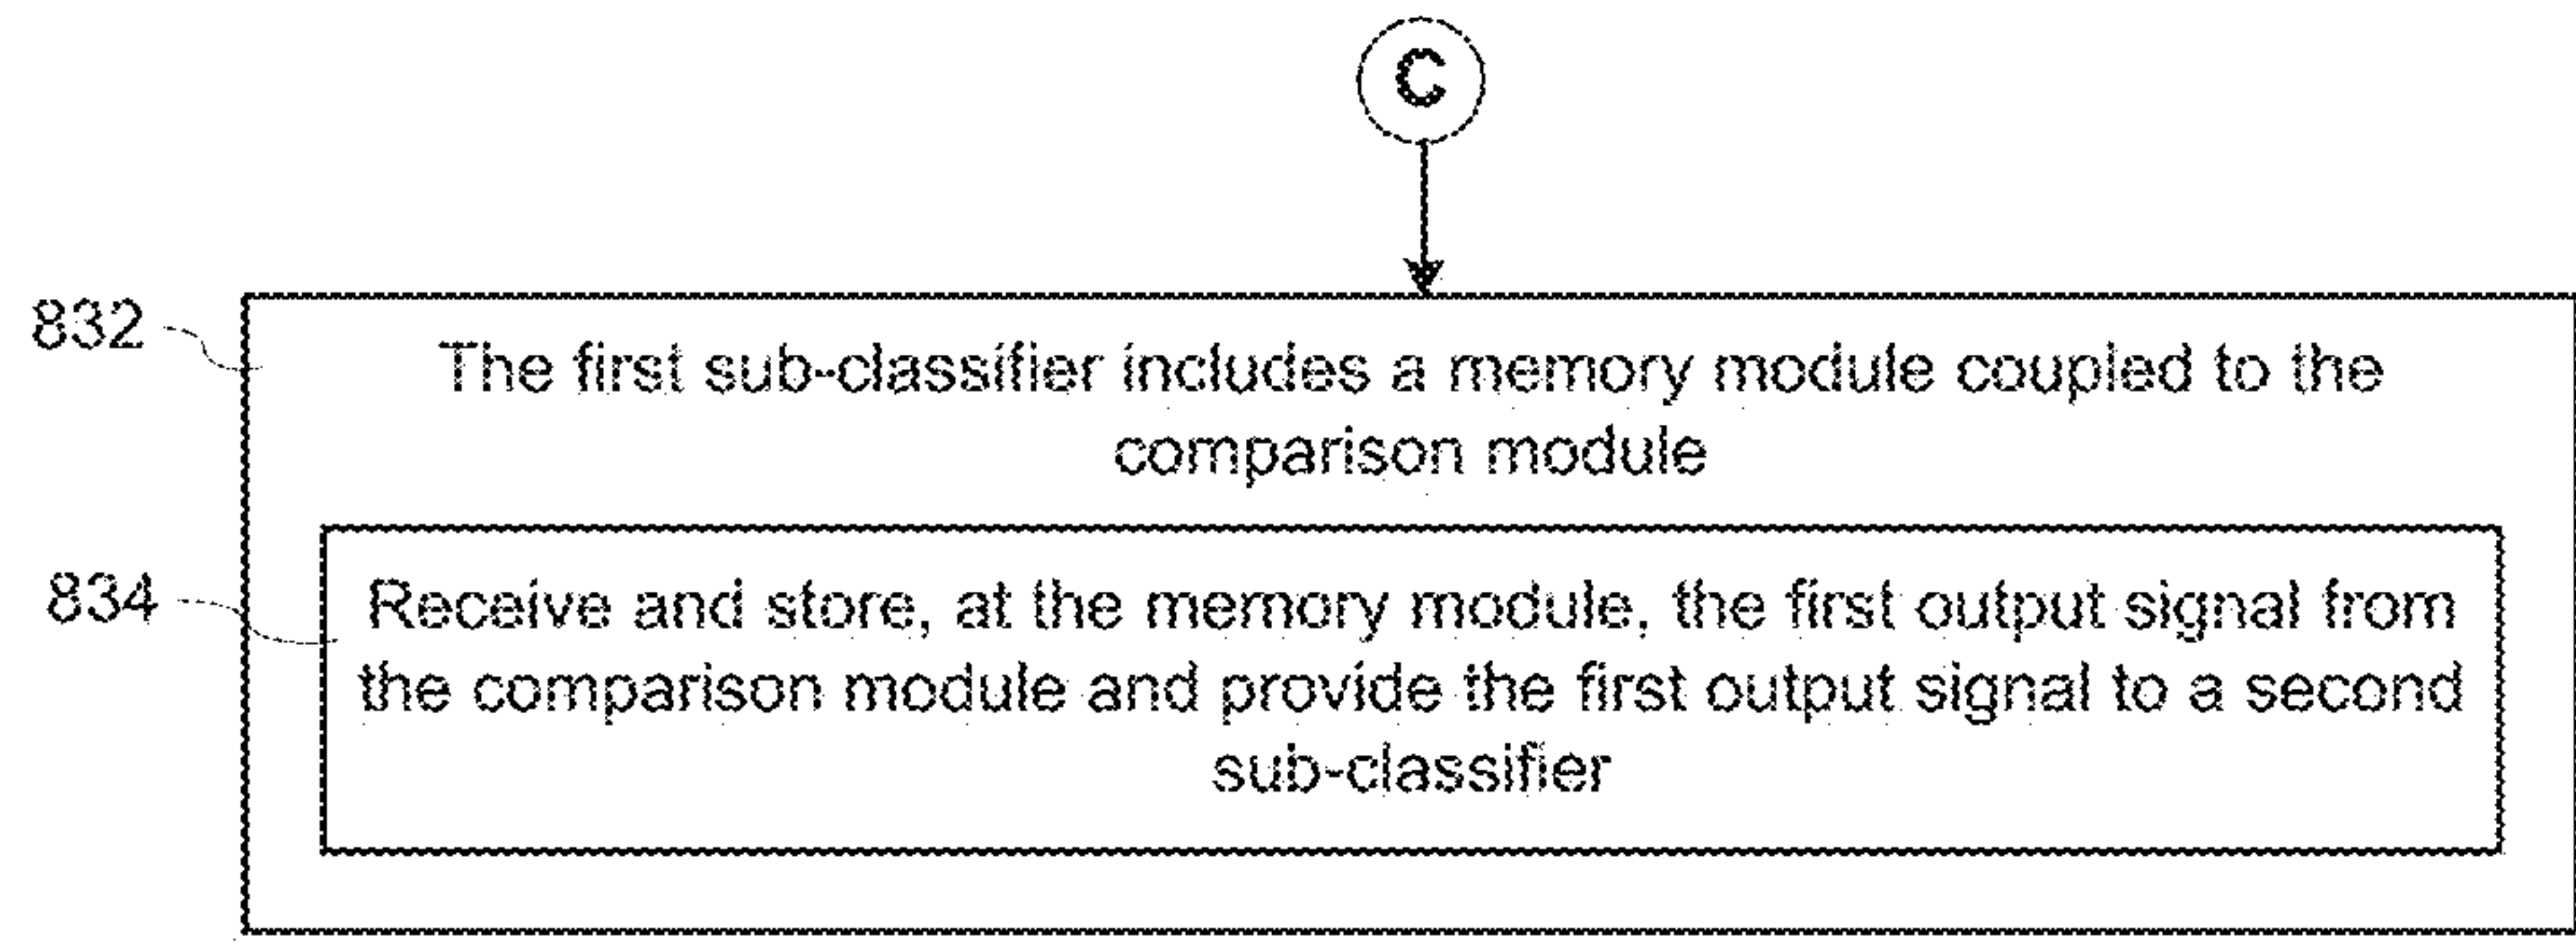 C
832
The first sub-classifier includes a memory module coupled to the
comparison module
834
Receive and store, at the memory module, the first output signal from
the comparison module and provide the first output signal to a second
sub-classifier